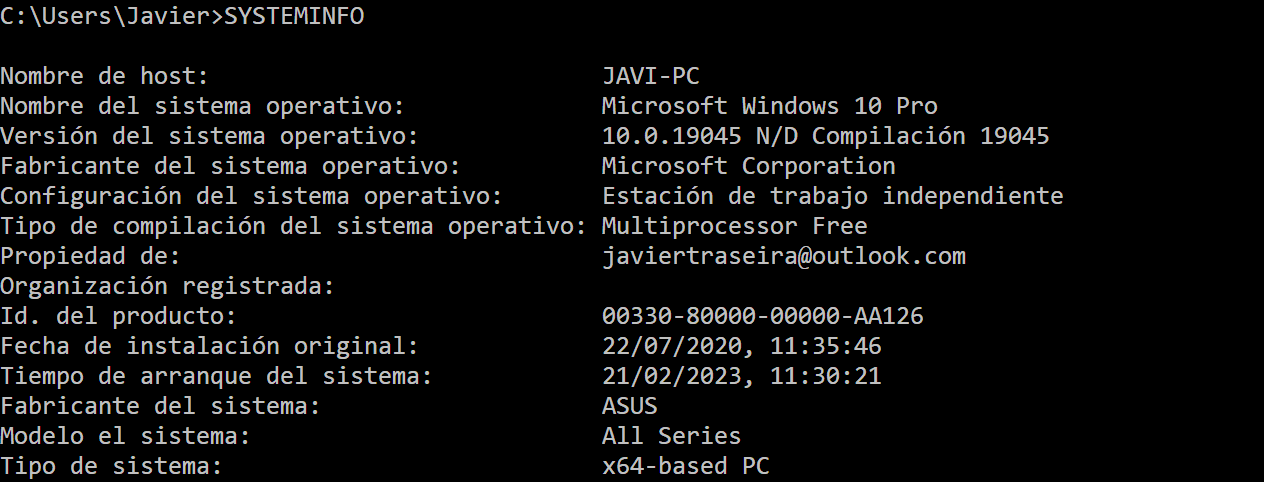 C:\Users\Javier>SYSTEMINFO
Nombre de host: JAVI-PC
Nombre del sistema operativo: Microsoft Windows 10 Pro
Versión del sistema operativo: 10.0.19045 N/D Compilación 19045
Fabricante del sistema operativo: Microsoft Corporation
Configuración del sistema operativo: Estación de trabajo independiente
Tipo de compilación del sistema operativo: Multiprocessor Free
Propiedad de: javiertraseira@outlook.com
Organización registrada:
Id. del producto: 00330-80000-00000-AA126
Fecha de instalación original: 22/07/2020, 11:35:46
Tiempo de arranque del sistema: 21/02/2023, 11:30:21
Fabricante del sistema: ASUS
Modelo el sistema: All Series
Tipo de sistema: x64-based PC